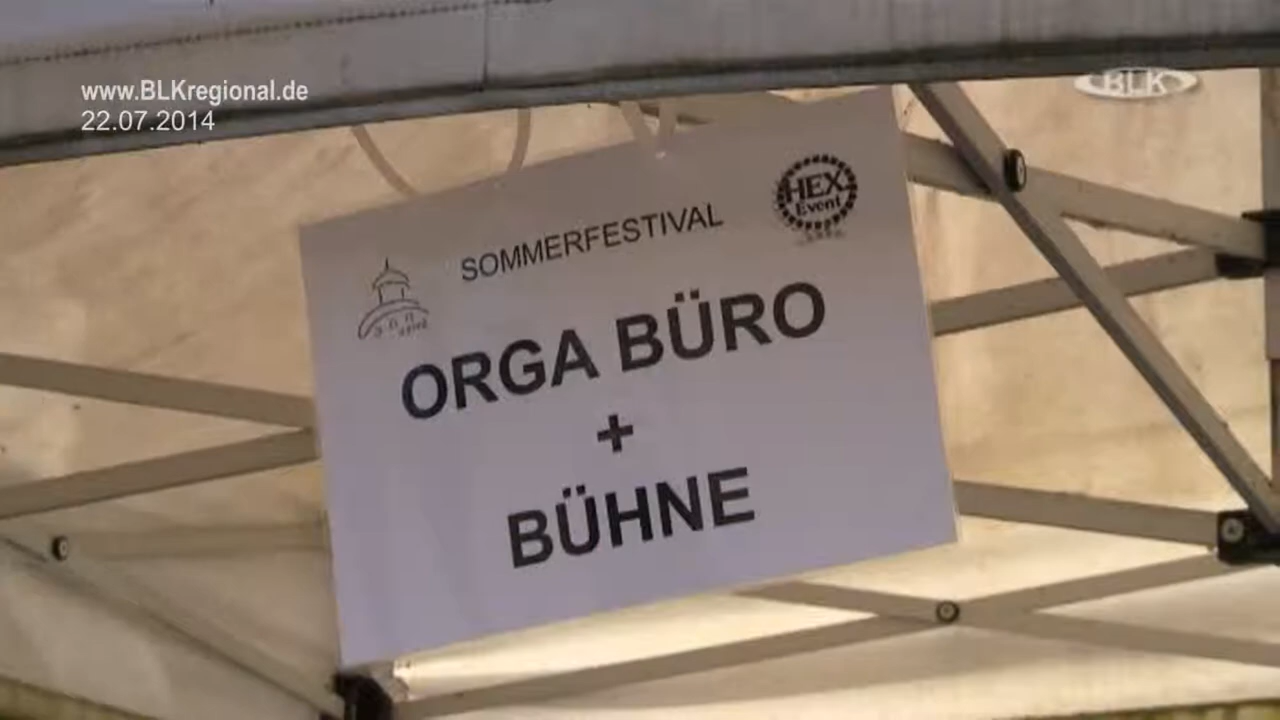 www.BLKregional.de
22.07.2014
BLK
HEX
Event
SOMMERFESTIVAL
ORGA BÜRO
+
BÜHNE